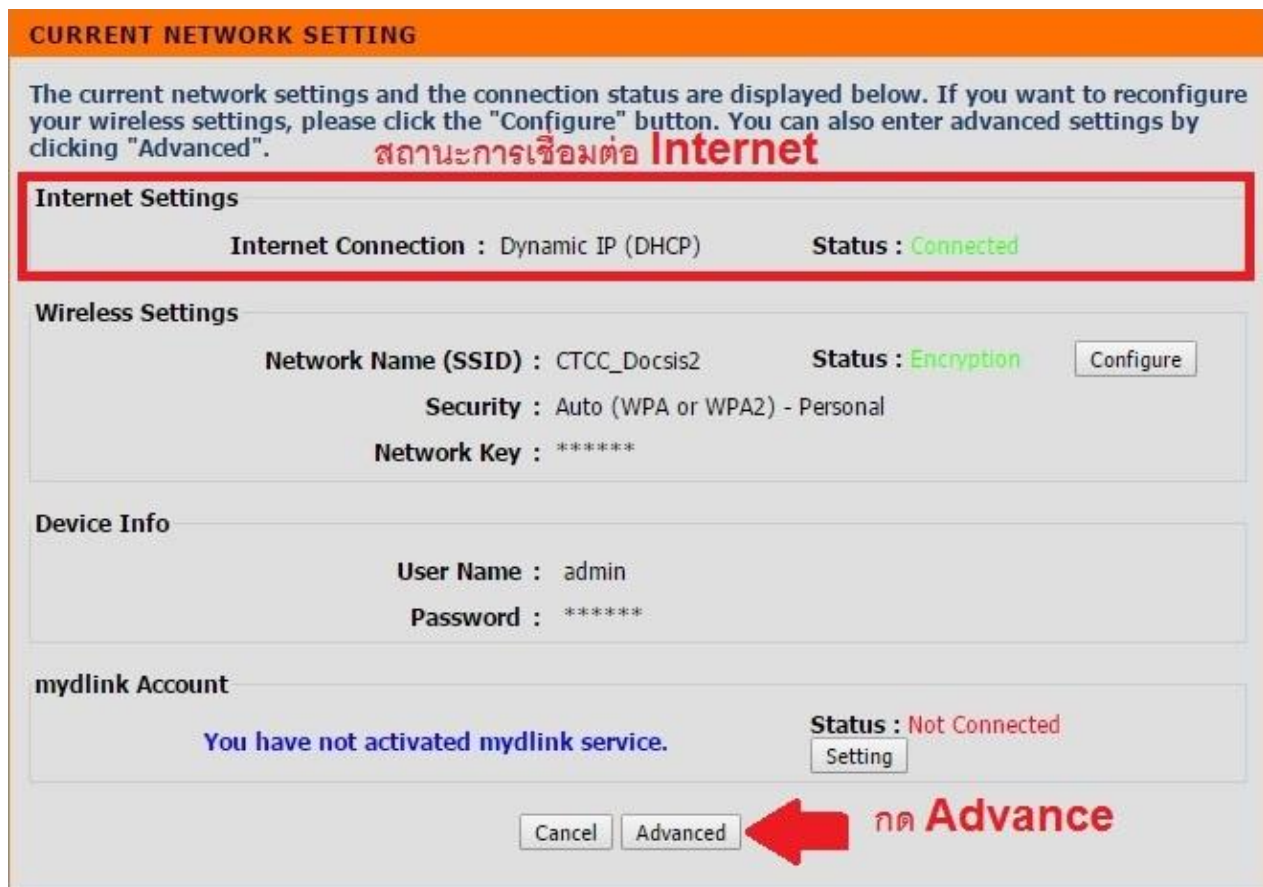 CURRENT NETWORK SETTING
The current network settings and the connection status are displayed below. If you want to reconfigure
your wireless settings, please click the "Configure" button. You can also enter advanced settings by
clicking "Advanced".
สถานะการเชื่อมต่อ Internet
Internet Settings
Internet Connection : Dynamic IP (DHCP) Status : Connected
Wireless Settings
Network Name (SSID) : CTCC_Docsis2 Status : Encryption Configure
Security : Auto (WPA or WPA2) - Personal
Network Key : ******
Device Info
User Name : admin
Password : ******
mydlink Account
You have not activated mydlink service.
Status : Not Connected
Setting
Cancel Advanced กด Advance